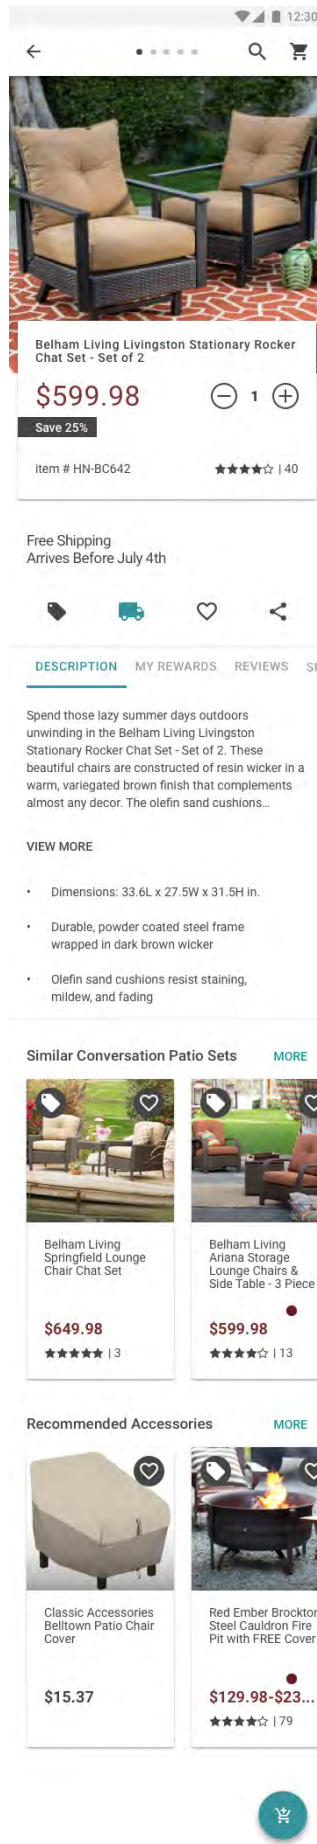 12:30
Belham Living Livingston Stationary Rocker
Chat Set - Set of 2
$599.98
1
Save 25%
item # HN-BC642
| 40
Free Shipping
Arrives Before July 4th
DESCRIPTION MY REWARDS REVIEWS
Spend those lazy summer days outdoors
unwinding in the Belham Living Livingston
Stationary Rocker Chat Set - Set of 2. These
beautiful chairs are constructed of resin wicker in a
warm, variegated brown finish that complements
almost any decor. The olefin sand cushions...
VIEW MORE
• Dimensions: 33.6L x 27.5W x 31.5H in.
• Durable, powder coated steel frame
wrapped in dark brown wicker
• Olefin sand cushions resist staining,
mildew, and fading
Similar Conversation Patio Sets MORE
Belham Living
Springfield Lounge
Chair Chat Set
$649.98
| 3
Belham Living
Ariana Storage
Lounge Chairs &
Side Table - 3 Piece
$599.98
| 13
Recommended Accessories MORE
Classic Accessories
Belltown Patio Chair
Cover
$15.37
Red Ember Brockton
Steel Cauldron Fire
Pit with FREE Cover
$129.98-$23...
| 79